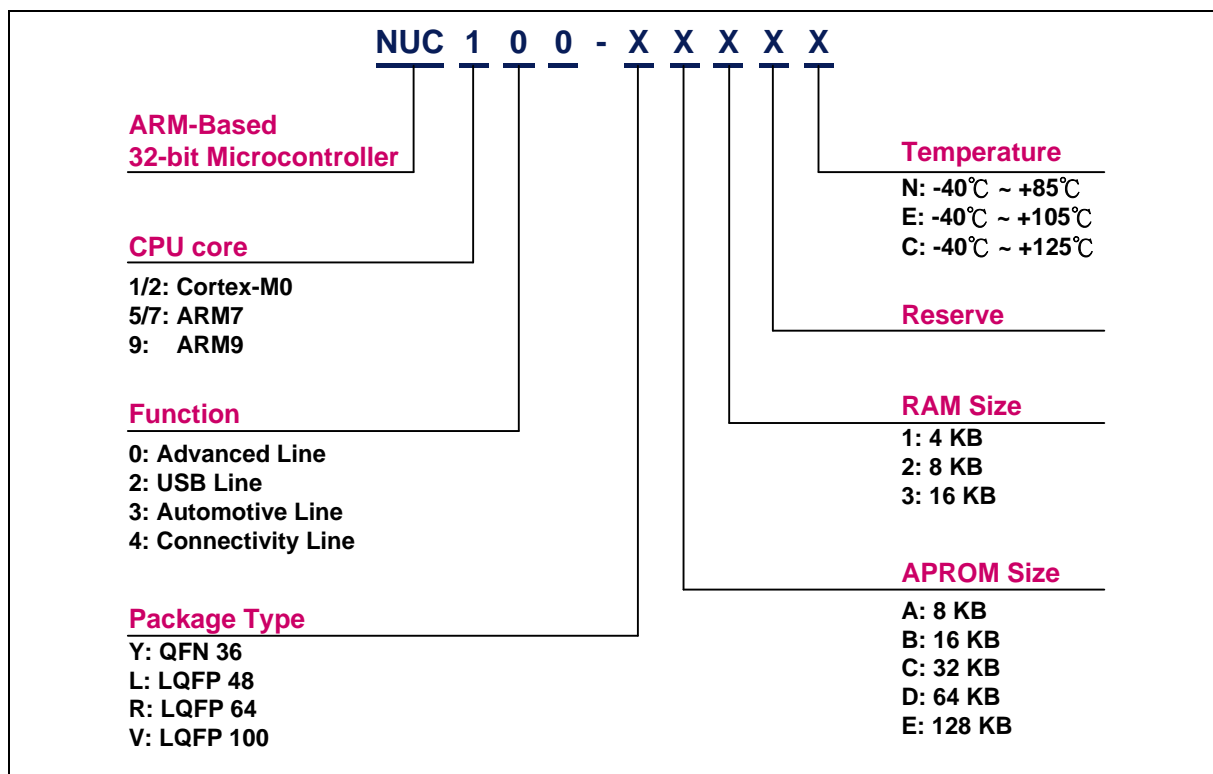 NUC 1 0 0 - X X X X X
ARM-Based
32-bit Microcontroller
CPU core
1/2: Cortex-M0
5/7: ARM7
9: ARM9
Function
0: Advanced Line
2: USB Line
3: Automotive Line
4: Connectivity Line
Package Type
Y: QFN 36
L: LQFP 48
R: LQFP 64
V: LQFP 100
Temperature
N: -40℃ ~ +85℃
E: -40℃ ~ +105℃
C: -40℃ ~ +125℃
Reserve
RAM Size
1: 4 KB
2: 8 KB
3: 16 KB
APROM Size
A: 8 KB
B: 16 KB
C: 32 KB
D: 64 KB
E: 128 KB